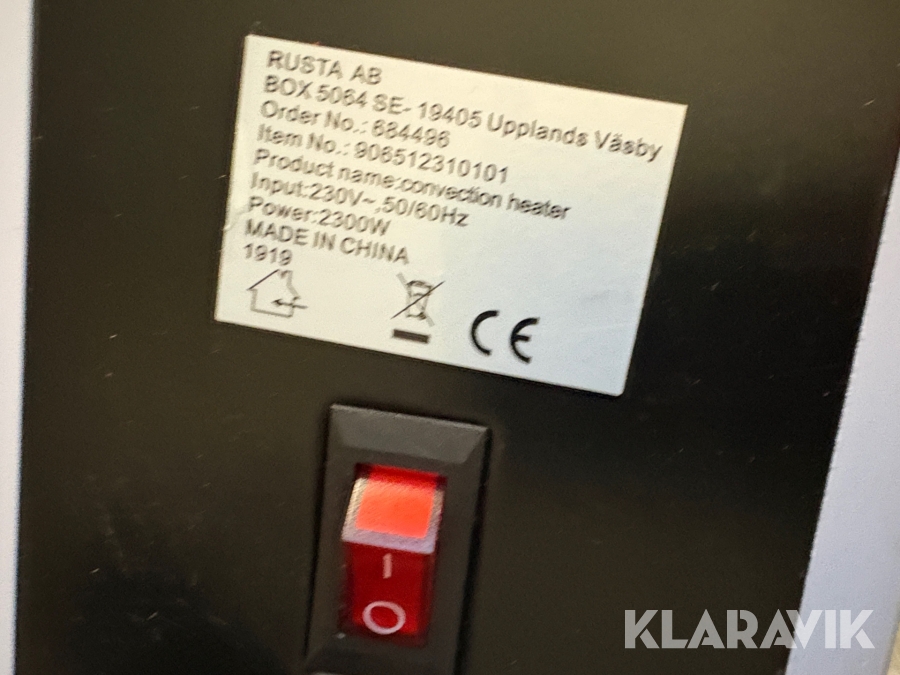 RUSTA AB
BOX 5064 SE- 19405 Upplands Väsby
Order No.: 684496
Item No.: 906512310101
Product name:convection heater
Input:230V~,50/60Hz
Power:2300W
MADE IN CHINA
1919
CE
I
O
KLARAVIK